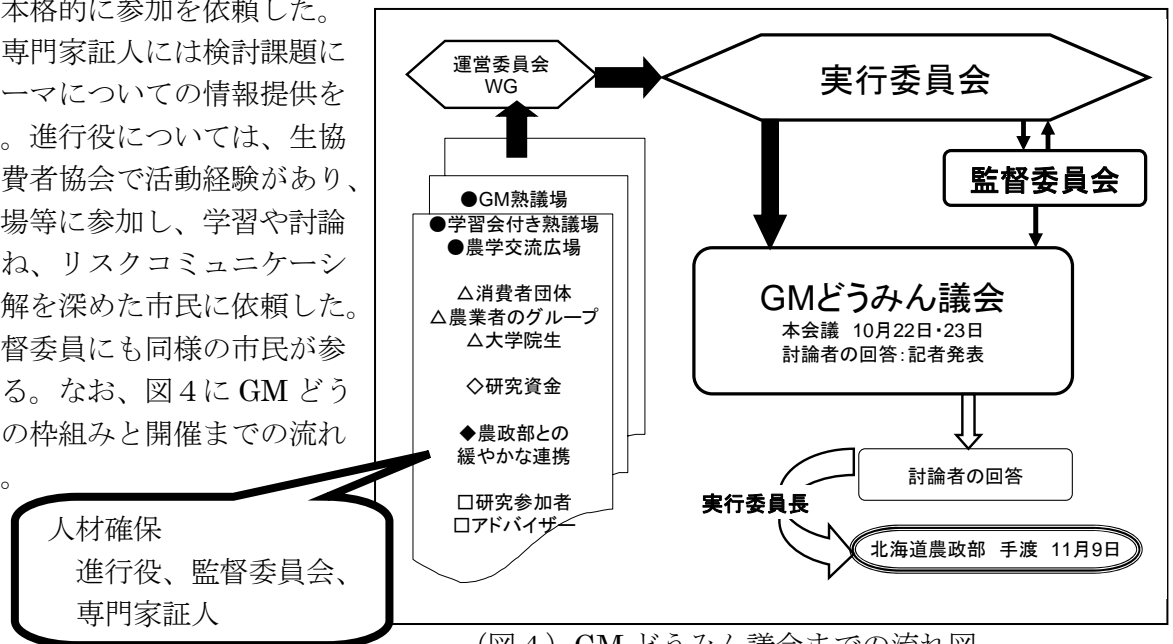 本格的に参加を依頼した。
専門家証人には検討課題に
ーマについての情報提供を
。進行役については、生協
費者協会で活動経験があり、
場等に参加し、学習や討論
ね、リスクコミュニケーシ
解を深めた市民に依頼した。
督委員にも同様の市民が参
る。なお、図４に GM どう
の枠組みと開催までの流れ
。
人材確保
進行役、監督委員会、
専門家証人
運営委員会
WG
実行委員会
監督委員会
●GM熟議場
●学習会付き熟議場
●農学交流広場
△消費者団体
△農業者のグループ
△大学院生
◇研究資金
◆農政部との
緩やかな連携
□研究参加者
□アドバイザー
GMどうみん議会
本会議 10月22日・23日
討論者の回答：記者発表
討論者の回答
実行委員長
北海道農政部 手渡 11月9日
（図４）GM どうみん議会までの流れ図